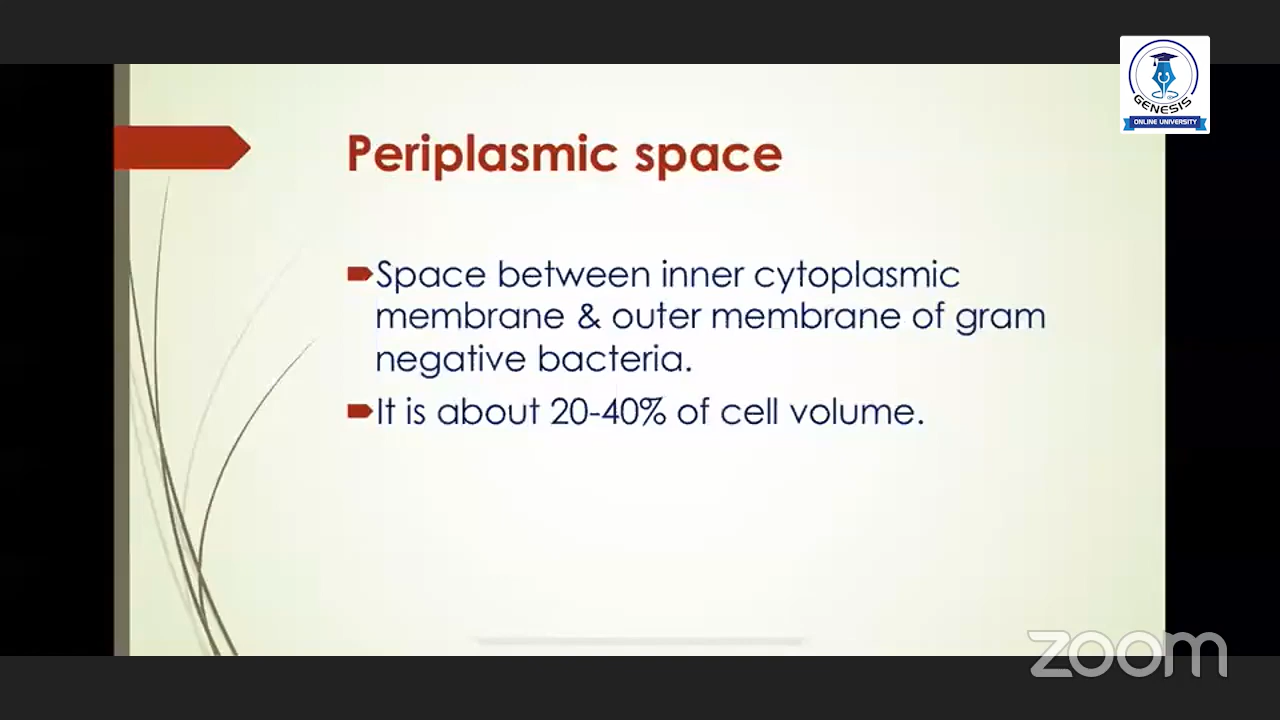 GENESIS
ONLINE UNIVERSITY
Periplasmic space
Space between inner cytoplasmic
membrane & outer membrane of gram
negative bacteria.
It is about 20-40% of cell volume.
zoom